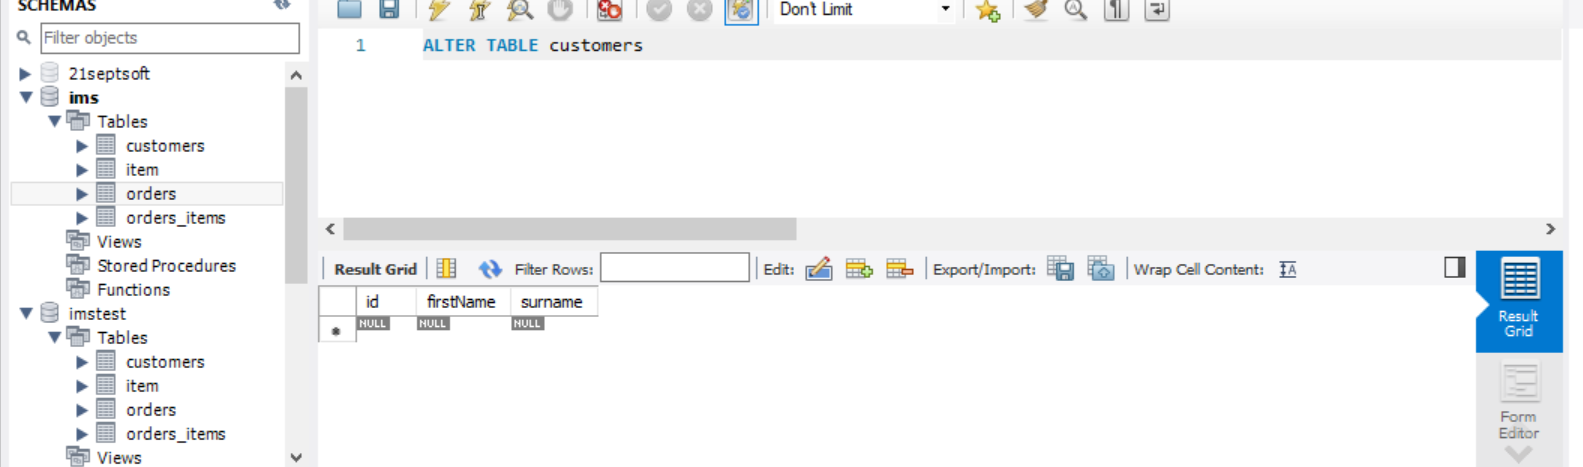 SCHEMAS
Filter objects
21septsoft
ims
Tables
customers
item
orders
orders_items
Views
Stored Procedures
Functions
imstest
Tables
customers
item
orders
orders_items
Views
Don't Limit
1 ALTER TABLE customers
Result Grid Filter Rows: Edit: Export/Import: Wrap Cell Content: IA
id firstName surname
NULL NULL NULL
Result
Grid
Form
Editor